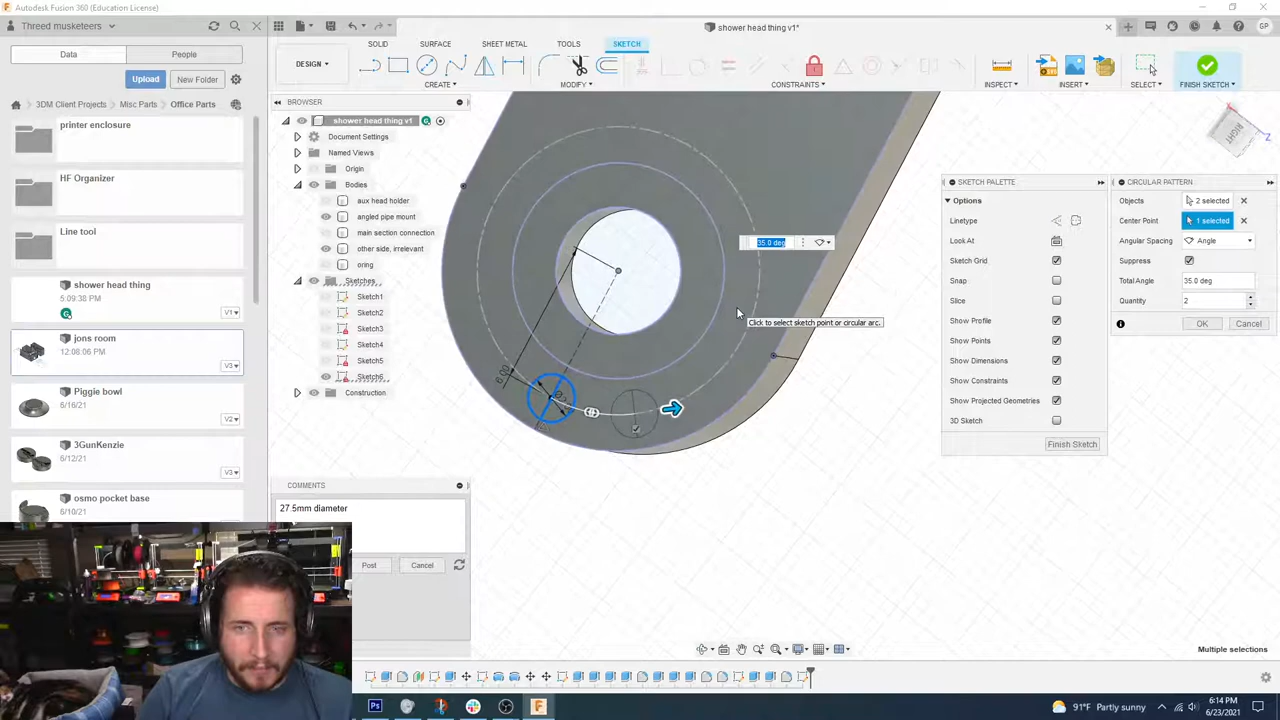 Autodesk Fusion 360 (Education License)
Threed musketeers
shower head thing v1*
GP
Data
People
Upload
New Folder
3DM Client Projects
Misc Parts
Office Parts
printer enclosure
HF Organizer
Line tool
shower head thing
5:09:38 PM
V1
jons room
12:08:06 PM
V3
Piggie bowl
6/16/21
V2
3GunKenzie
6/12/21
V3
osmo pocket base
6/10/21
DESIGN
SOLID
SURFACE
SHEET METAL
TOOLS
SKETCH
CREATE
MODIFY
CONSTRAINTS
INSPECT
INSERT
SELECT
FINISH SKETCH
BROWSER
shower head thing v1
Document Settings
Named Views
Origin
Bodies
aux head holder
angled pipe mount
main section connection
other side, irrelevant
oring
Sketches
Sketch1
Sketch2
Sketch3
Sketch4
Sketch5
Sketch6
Construction
COMMENTS
27.5mm diameter
Post
Cancel
6.00
35.0 deg
Click to select sketch point or circular arc.
RIGHT
Z
SKETCH PALETTE
Options
Linetype
Look At
Sketch Grid
Snap
Slice
Show Profile
Show Points
Show Dimensions
Show Constraints
Show Projected Geometries
3D Sketch
Finish Sketch
CIRCULAR PATTERN
Objects 2 selected
Center Point 1 selected
Angular Spacing Angle
Suppress
Total Angle 35.0 deg
Quantity 2
OK
Cancel
Multiple selections
91°F Partly sunny
6:14 PM
6/23/2021